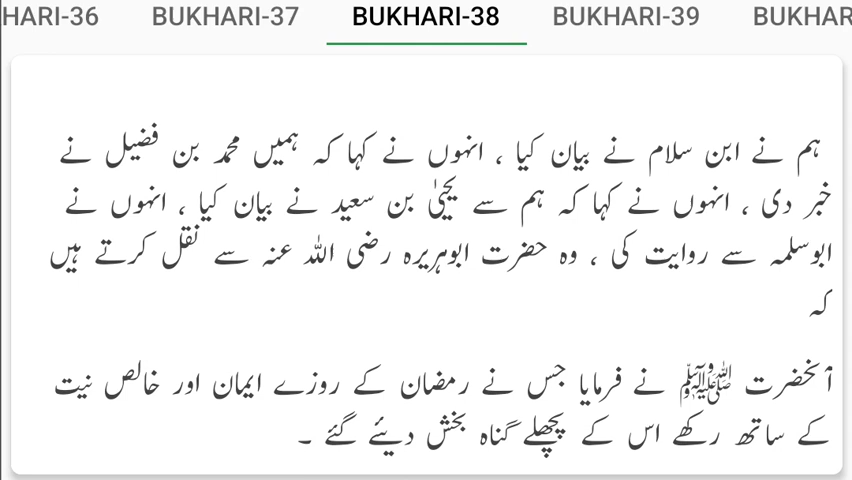 HARI-36 BUKHARI-37 BUKHARI-38 BUKHARI-39 BUKHAR
ہم نے ابن سلام نے بیان کیا ، انہوں نے کہا کہ ہمیں محمد بن فضیل نے
خبر دی ، انہوں نے کہا کہ ہم سے یحییٰ بن سعید نے بیان کیا ، انہوں نے
ابوسلمہ سے روایت کی ، وہ حضرت ابوہریرہ رضی اللہ عنہ سے نقل کرتے ہیں
کہ
آنحضرت ﷺ نے فرمایا جس نے رمضان کے روزے ایمان اور خالص نیت
کے ساتھ رکھے اس کے پچھلے گناہ بخش دیئے گئے ۔